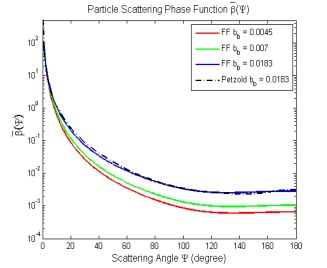 Particle Scattering Phase Function β̅(Ψ)
FF b_b = 0.0045
FF b_b = 0.007
FF b_b = 0.0183
Petzold b_b = 0.0183
β̅(Ψ)
10^2
10^1
10^0
10^-1
10^-2
10^-3
10^-4
0 20 40 60 80 100 120 140 160 180
Scattering Angle Ψ (degree)